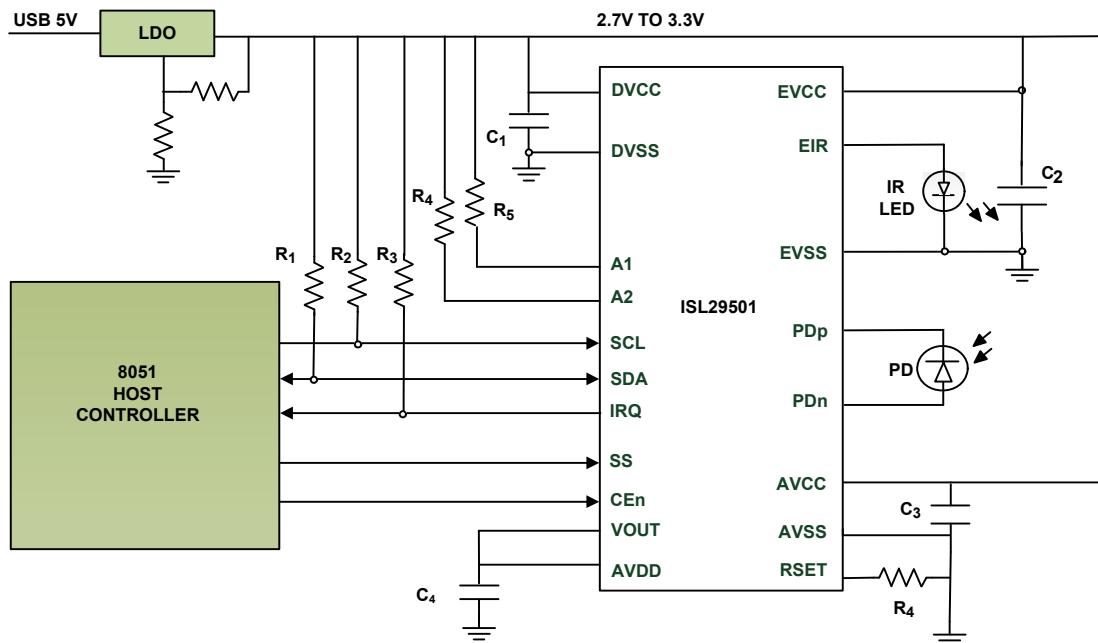 USB 5V
LDO
2.7V TO 3.3V
DVCC
EVCC
C1
DVSS
EIR
IR
LED
C2
R4
R5
R1
R2
R3
EVSS
A1
A2
ISL29501
8051
HOST
CONTROLLER
SCL
SDA
IRQ
SS
CEn
VOUT
AVDD
PDp
PD
PDn
AVCC
C3
AVSS
RSET
R4
C4